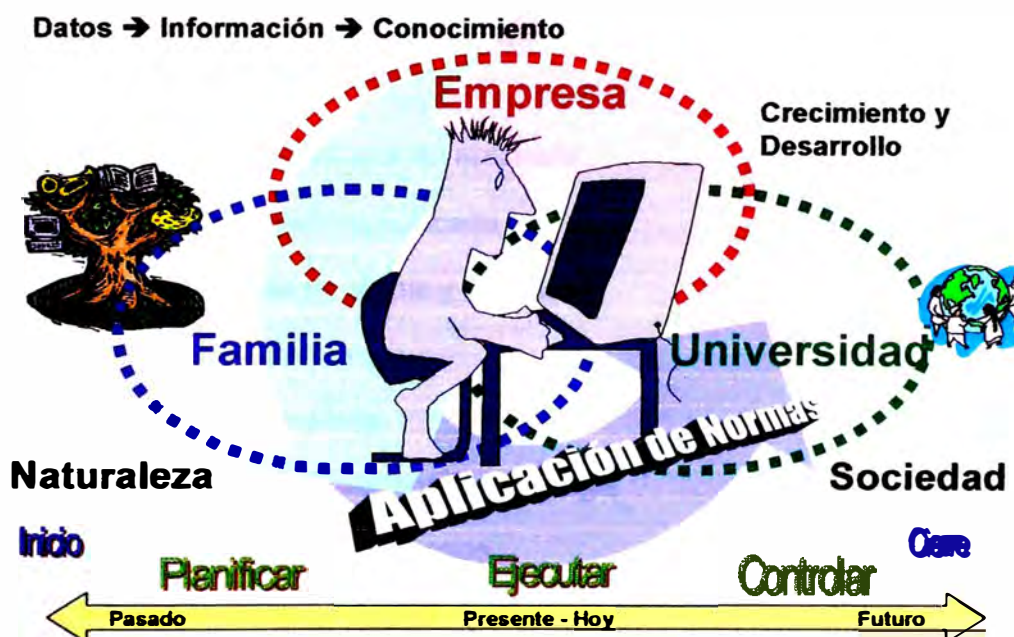 Datos → Información → Conocimiento
Empresa
Crecimiento y
Desarrollo
Familia
Universidad
Aplicación de Normas
Naturaleza
Sociedad
Inicio
Cierre
Planificar
Ejecutar
Controlar
Pasado
Presente - Hoy
Futuro